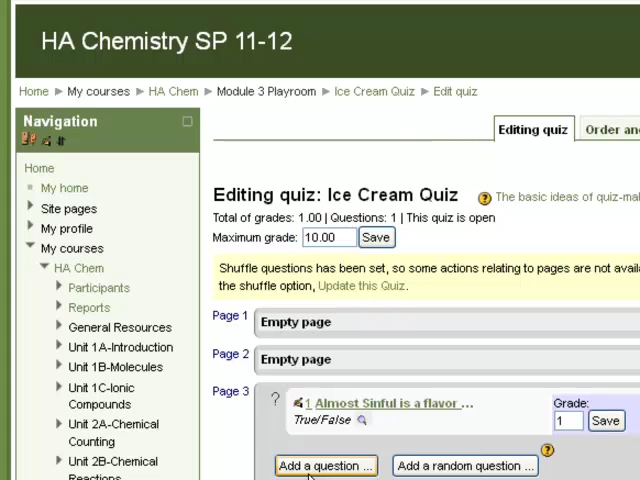 HA Chemistry SP 11-12
Home ▶ My courses ▶ HA Chem ▶ Module 3 Playroom ▶ Ice Cream Quiz ▶ Edit quiz
Navigation
Home
My home
Site pages
My profile
My courses
HA Chem
Participants
Reports
General Resources
Unit 1A-Introduction
Unit 1B-Molecules
Unit 1C-Ionic
Compounds
Unit 2A-Chemical
Counting
Unit 2B-Chemical
Reactions
Editing quiz
Order an
Editing quiz: Ice Cream Quiz
The basic ideas of quiz-mal
Total of grades: 1.00 | Questions: 1 | This quiz is open
Maximum grade: 10.00 Save
Shuffle questions has been set, so some actions relating to pages are not avail
the shuffle option, Update this Quiz.
Page 1 Empty page
Page 2 Empty page
Page 3
? 1 Almost Sinful is a flavor ...
True/False
Grade:
1 Save
Add a question ... Add a random question ... ?